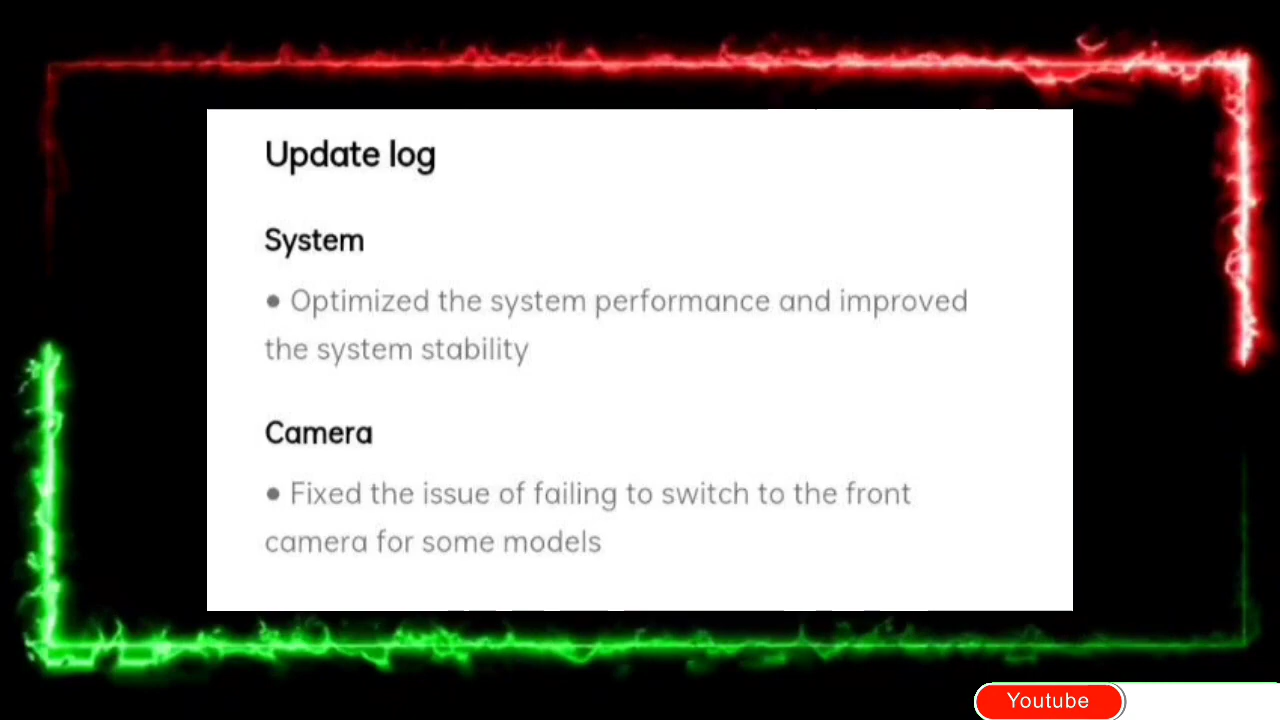 Update log
System
● Optimized the system performance and improved
the system stability
Camera
● Fixed the issue of failing to switch to the front
camera for some models
Youtube